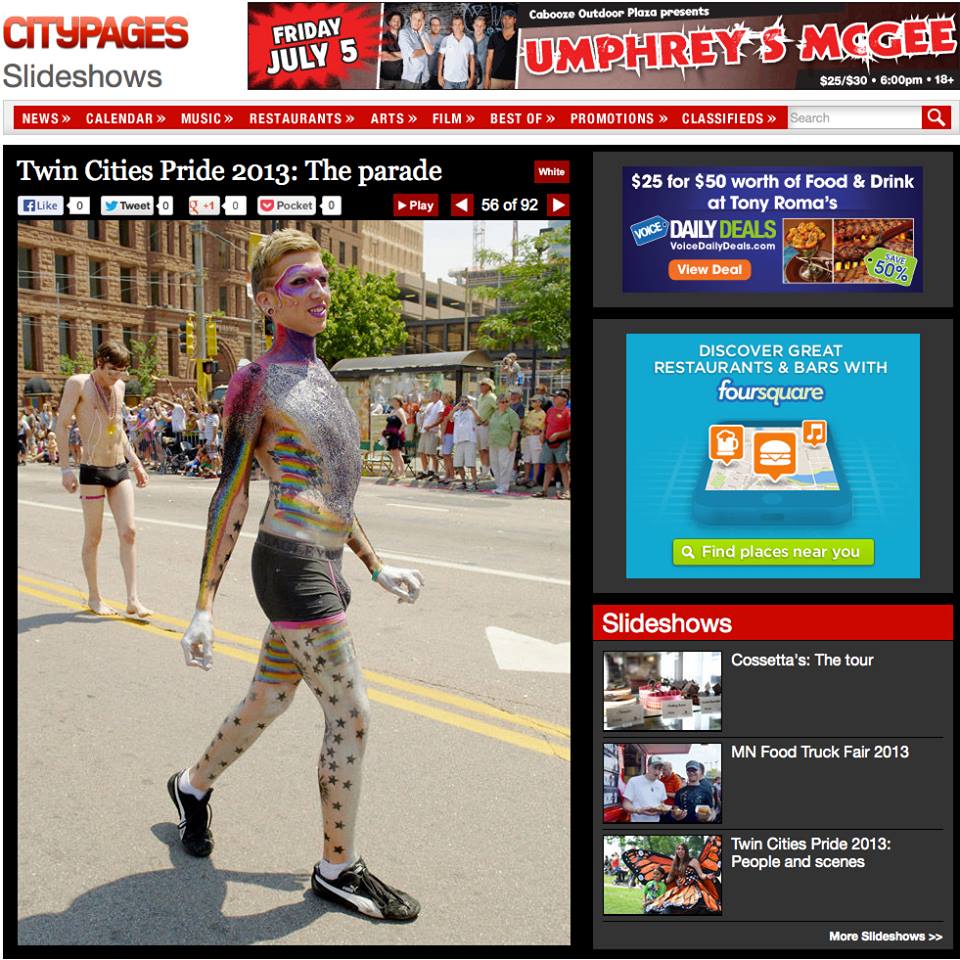 CITYPAGES
Slideshows
FRIDAY
JULY 5
Cabooze Outdoor Plaza presents
UMPHREY'S MCGEE
$25/$30 • 6:00pm • 18+
NEWS » CALENDAR » MUSIC » RESTAURANTS » ARTS » FILM » BEST OF » PROMOTIONS » CLASSIFIEDS » Search
Twin Cities Pride 2013: The parade
White
Like 0 Tweet 0 +1 0 Pocket 0
Play 56 of 92
$25 for $50 worth of Food & Drink
at Tony Roma's
VOICE DAILY DEALS
VoiceDailyDeals.com
View Deal
SAVE
50%
DISCOVER GREAT
RESTAURANTS & BARS WITH
foursquare
Find places near you
Slideshows
Cossetta's: The tour
MN Food Truck Fair 2013
Twin Cities Pride 2013:
People and scenes
More Slideshows >>